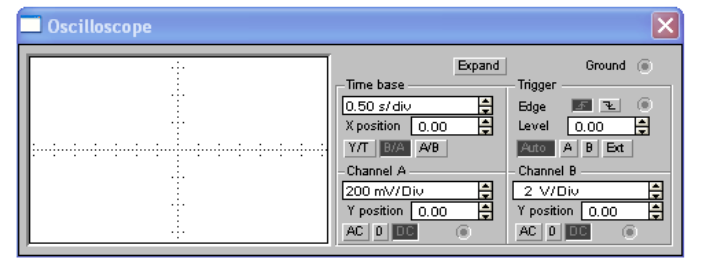 Oscilloscope
Expand Ground
Time base Trigger
0.50 s/div Edge
X position 0.00 Level 0.00
Y/T B/A A/B Auto A B Ext
Channel A Channel B
200 mV/Div 2 V/Div
Y position 0.00 Y position 0.00
AC 0 DC AC 0 DC